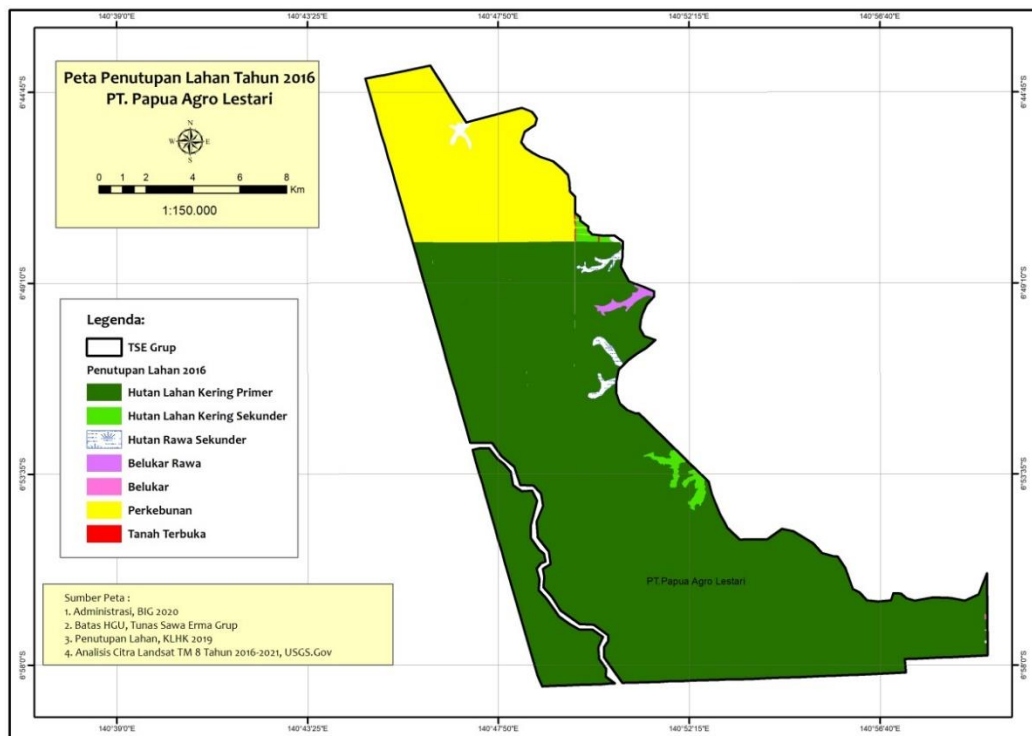 140°39'0"E 140°43'25"E 140°47'50"E 140°52'15"E 140°56'40"E
Peta Penutupan Lahan Tahun 2016
PT. Papua Agro Lestari
N
W E
S
0 1 2 4 6 8
Km
1:150.000
Legenda:
TSE Grup
Penutupan Lahan 2016
Hutan Lahan Kering Primer
Hutan Lahan Kering Sekunder
Hutan Rawa Sekunder
Belukar Rawa
Belukar
Perkebunan
Tanah Terbuka
Sumber Peta :
1. Administrasi, BIG 2020
2. Batas HGU, Tunas Sawa Erma Grup
3. Penutupan Lahan, KLHK 2019
4. Analisis Citra Landsat TM 8 Tahun 2016-2021, USGS.Gov
PT.Papua Agro Lestari
6°44'45"S
6°49'10"S
6°53'35"S
6°58'0"S
6°44'45"S
6°49'10"S
6°53'35"S
6°58'0"S
140°39'0"E 140°43'25"E 140°47'50"E 140°52'15"E 140°56'40"E